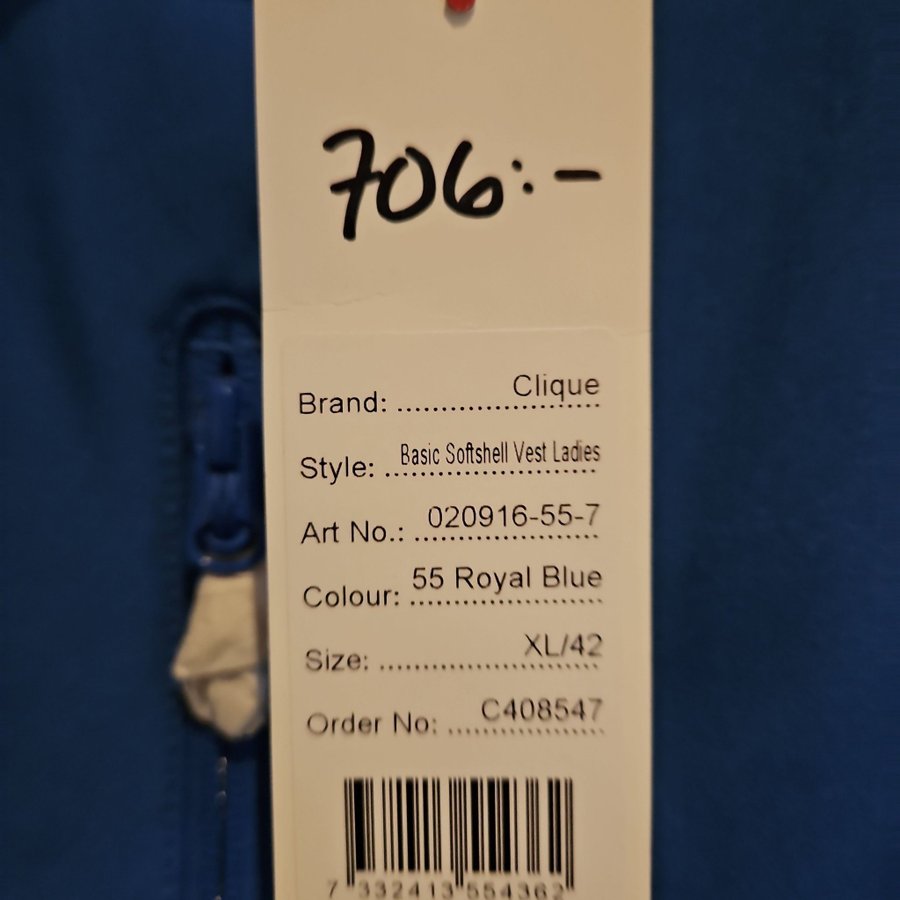 706:-
Brand: ........................ Clique
Style: ........................ Basic Softshell Vest Ladies
Art No.: ..................... 020916-55-7
Colour: ...................... 55 Royal Blue
Size: ......................... XL/42
Order No: .................. C408547
7 332413 554362